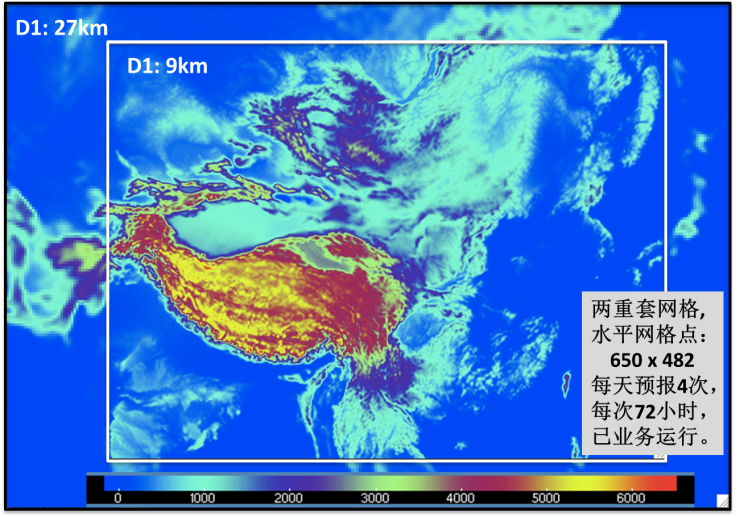 D1: 27km
D1: 9km
两重套网格,
水平网格点：
650 x 482
每天预报4次，
每次72小时，
已业务运行。
0 1000 2000 3000 4000 5000 6000